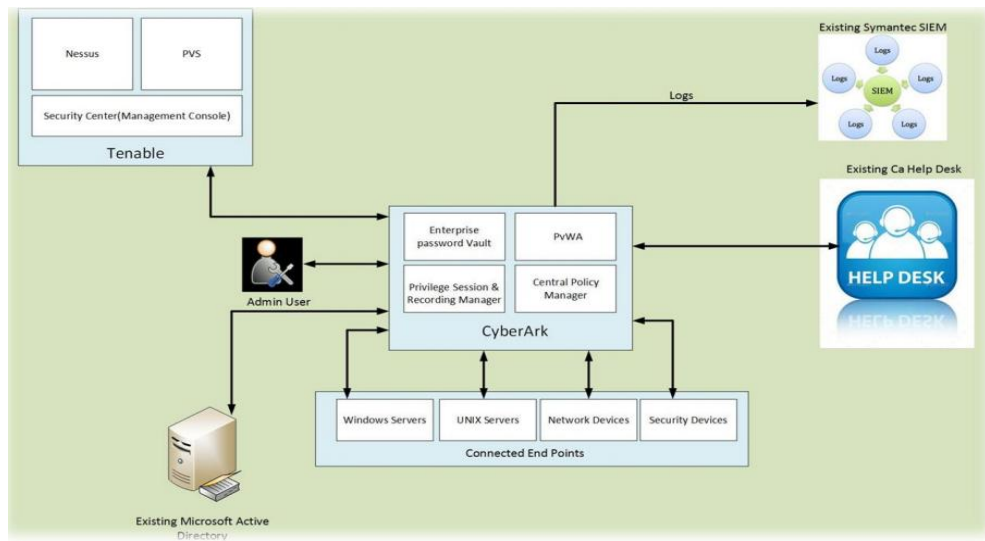 Nessus
PVS
Security Center(Management Console)
Tenable
Existing Symantec SIEM
Logs
Logs
Logs
SIEM
Logs
Logs
Logs
Existing Ca Help Desk
HELP DESK
Enterprise
password Vault
PvWA
Privilege Session &
Recording Manager
Central Policy
Manager
CyberArk
Admin User
Windows Servers
UNIX Servers
Network Devices
Security Devices
Connected End Points
Existing Microsoft Active
Directory